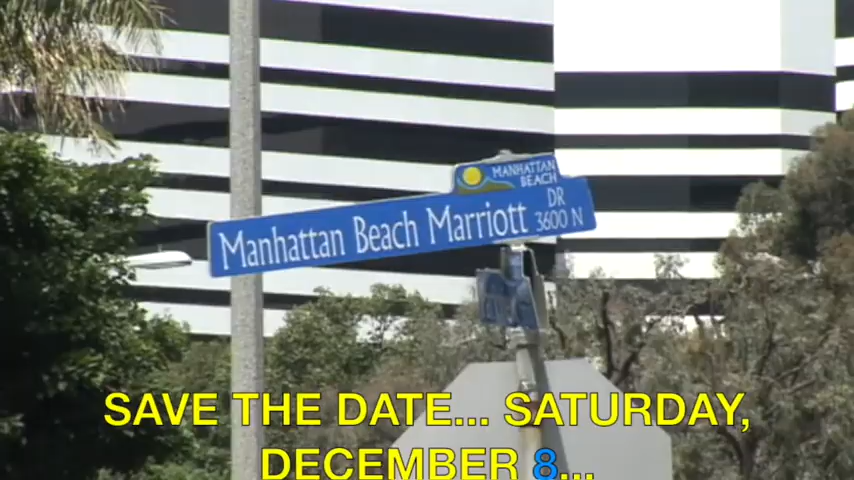 MANHATTAN
BEACH
Manhattan Beach Marriott DR
3600 N
SAVE THE DATE... SATURDAY,
DECEMBER 8...